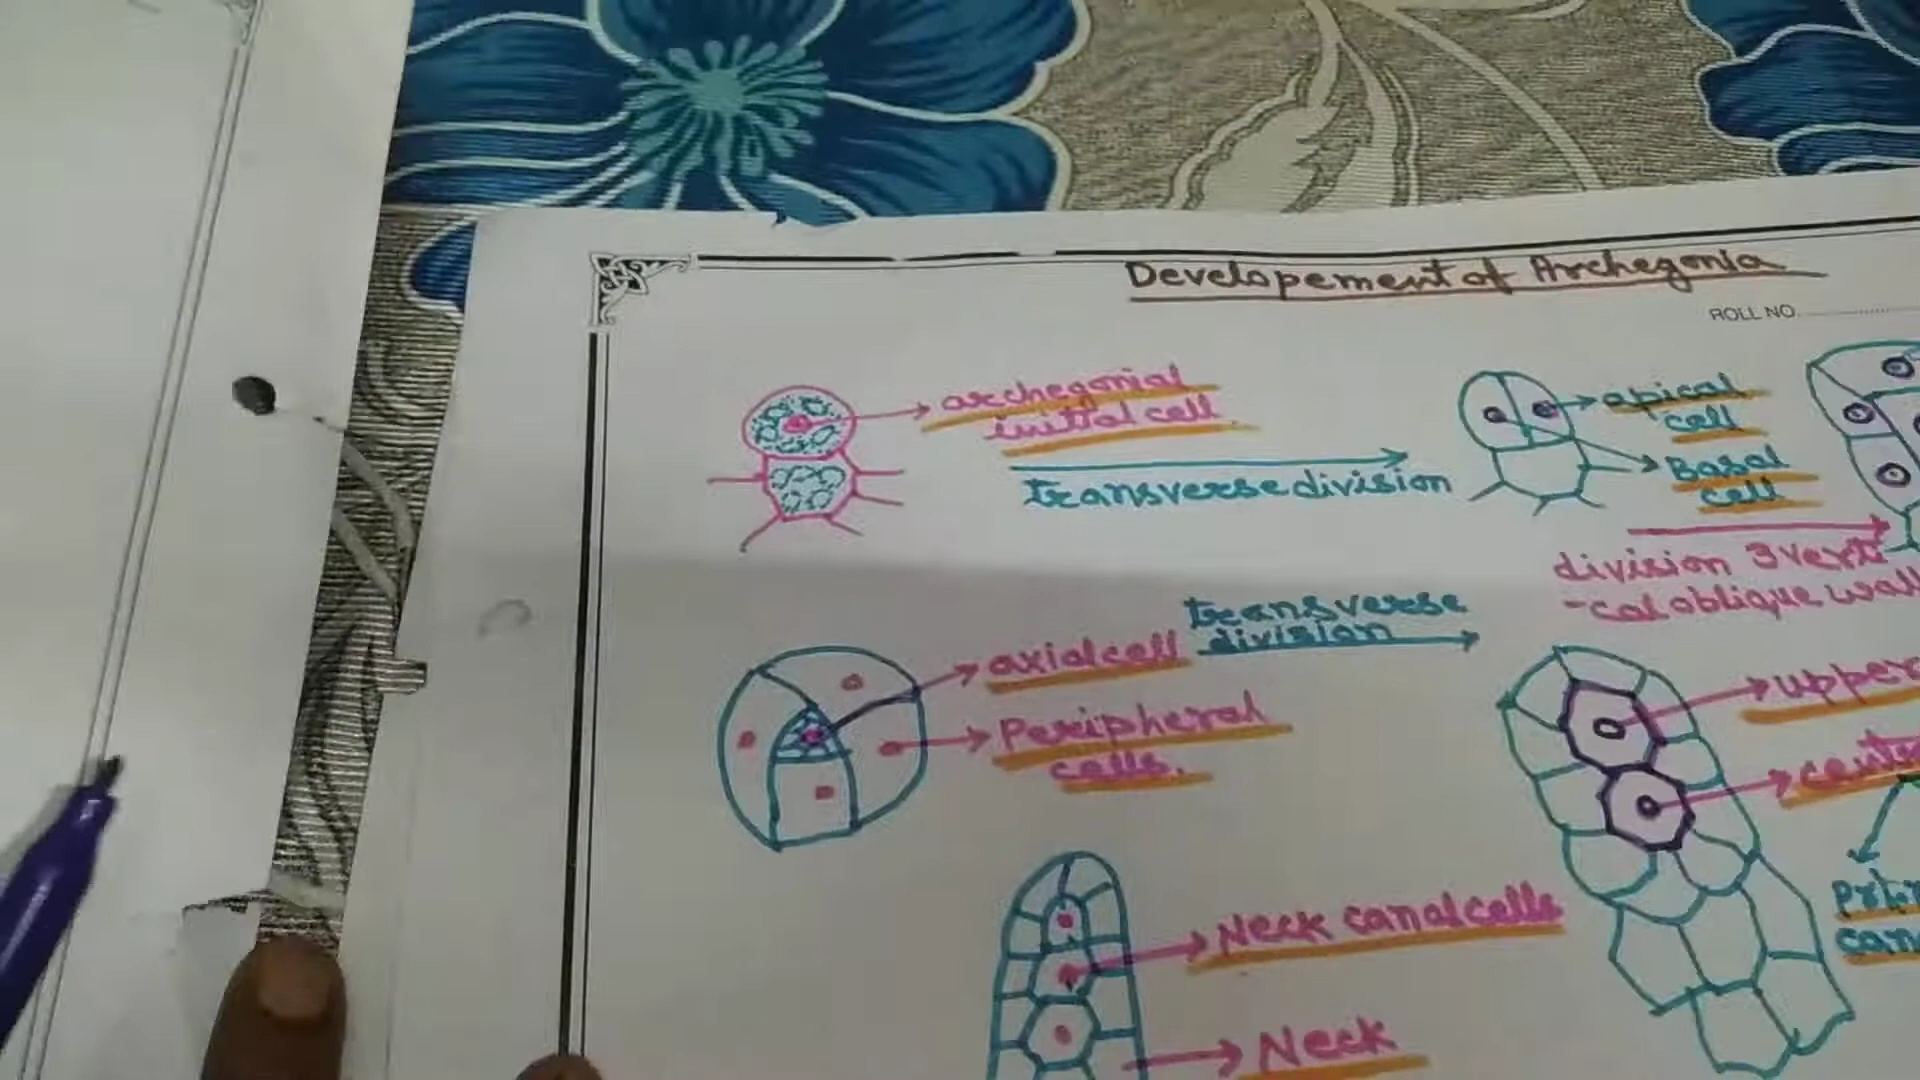 Developement of Archegonia
ROLL NO.
archegonial
initial cell
transverse division
apical
cell
Basal
cell
division 3 verti
-cal oblique wall
transverse
division
axial cell
Peripheral
cells.
upper
Neck canal cells
Neck